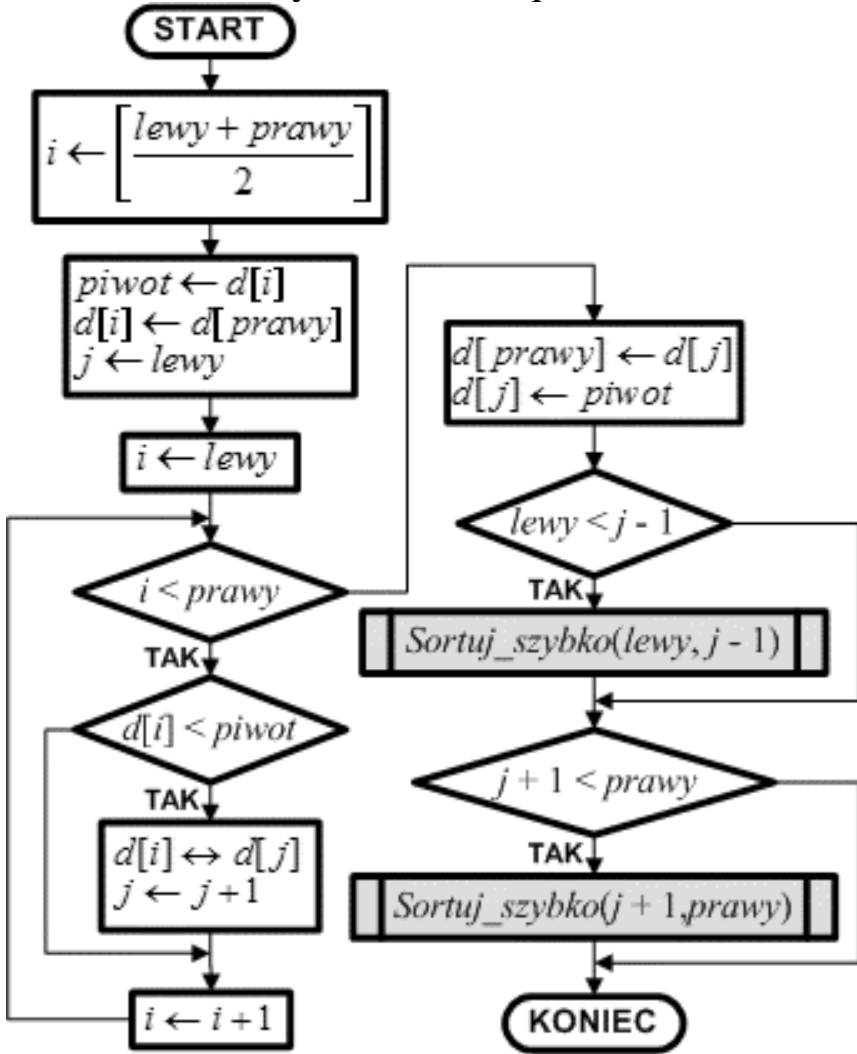 START
i ← [ lewy + prawy
2 ]
piwot ← d[i]
d[i] ← d[prawy]
j ← lewy
i ← lewy
i < prawy
TAK
d[i] < piwot
TAK
d[i] ↔ d[j]
j ← j + 1
i ← i + 1
d[prawy] ← d[j]
d[j] ← piwot
lewy < j - 1
TAK
Sortuj_szybko(lewy, j - 1)
j + 1 < prawy
TAK
Sortuj_szybko(j + 1,prawy)
KONIEC